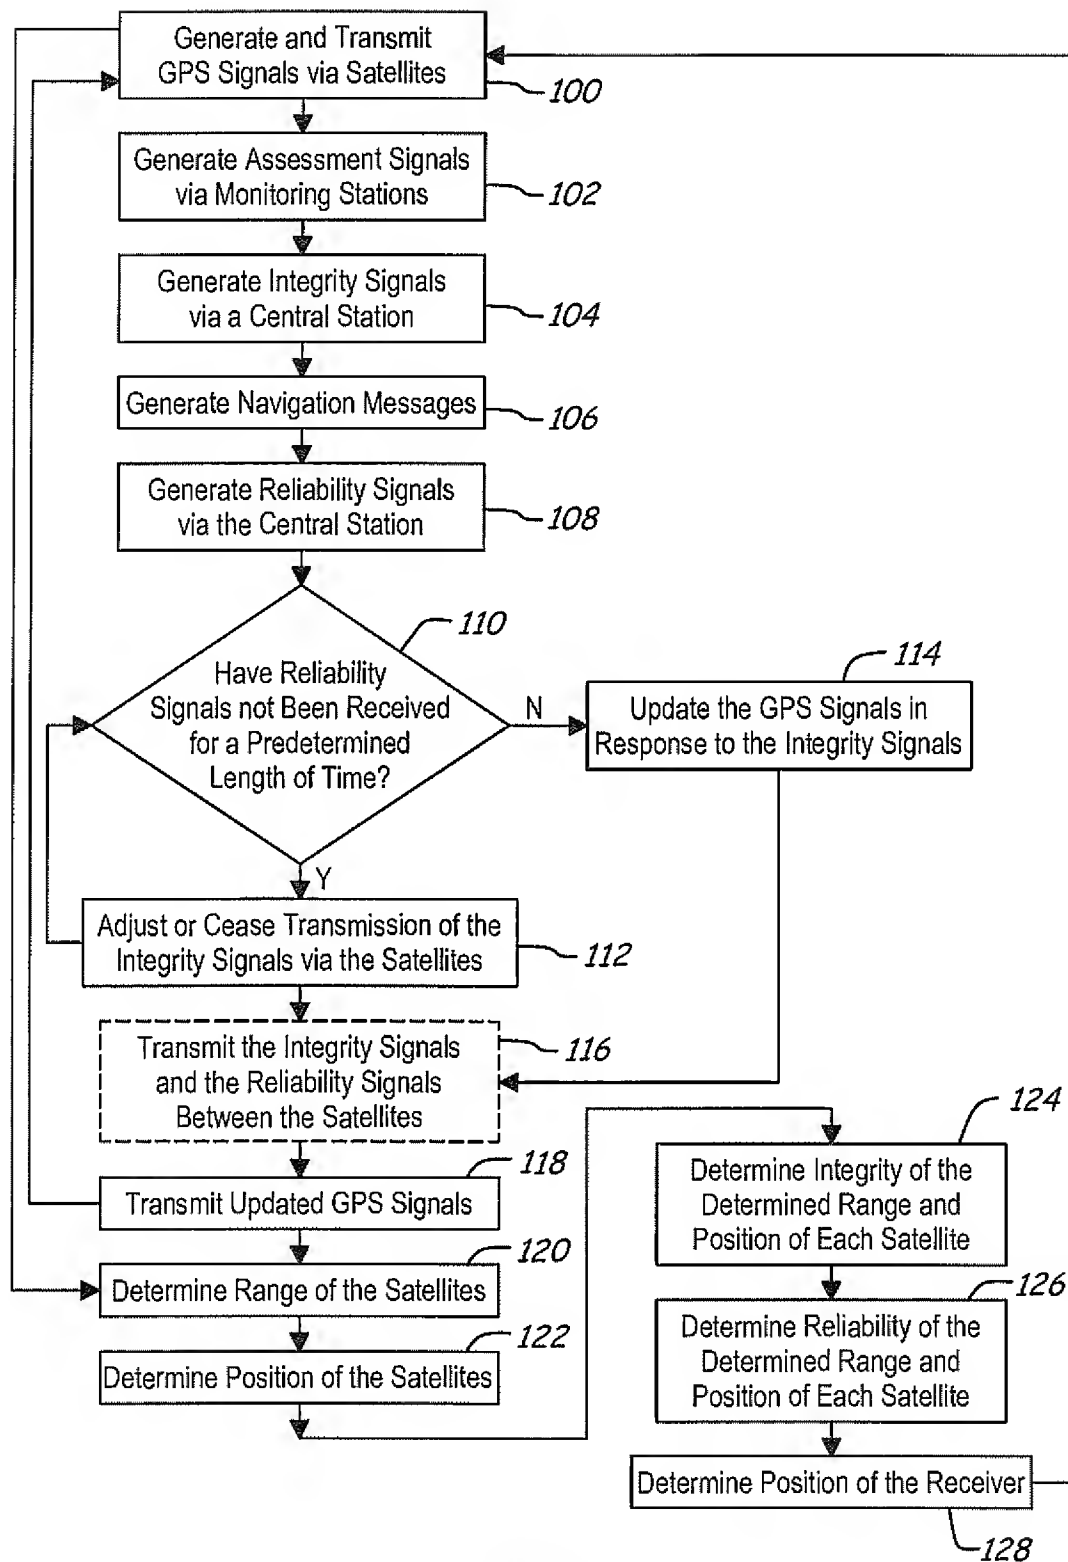 Generate and Transmit
GPS Signals via Satellites
100
Generate Assessment Signals
via Monitoring Stations
102
Generate Integrity Signals
via a Central Station
104
Generate Navigation Messages
106
Generate Reliability Signals
via the Central Station
108
110
Have Reliability
Signals not Been Received
for a Predetermined
Length of Time?
N
Y
114
Update the GPS Signals in
Response to the Integrity Signals
Adjust or Cease Transmission of the
Integrity Signals via the Satellites
112
Transmit the Integrity Signals
and the Reliability Signals
Between the Satellites
116
118
Transmit Updated GPS Signals
120
Determine Range of the Satellites
122
Determine Position of the Satellites
124
Determine Integrity of the
Determined Range and
Position of Each Satellite
126
Determine Reliability of the
Determined Range and
Position of Each Satellite
Determine Position of the Receiver
128